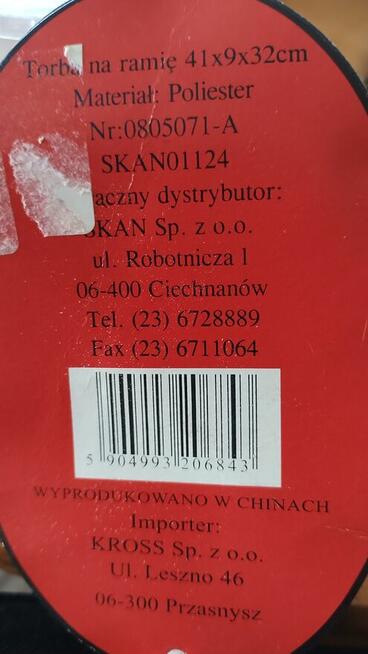 Torba na ramię 41x9x32cm
Materiał: Poliester
Nr:0805071-A
SKAN01124
ączny dystrybutor:
SKAN Sp. z o.o.
ul. Robotnicza 1
06-400 Ciechnanów
Tel. (23) 6728889
Fax (23) 6711064
5 904993 206843
WYPRODUKOWANO W CHINACH
Importer:
KROSS Sp. z o.o.
Ul. Leszno 46
06-300 Przasnysz